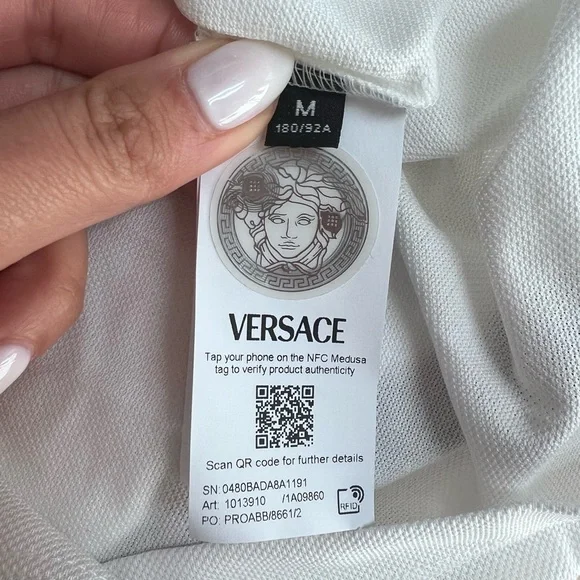 M
180/92A
VERSACE
Tap your phone on the NFC Medusa
tag to verify product authenticity
Scan QR code for further details
SN: 0480BADA8A1191
Art: 1013910 /1A09860
PO: PROABB/8661/2
RFID